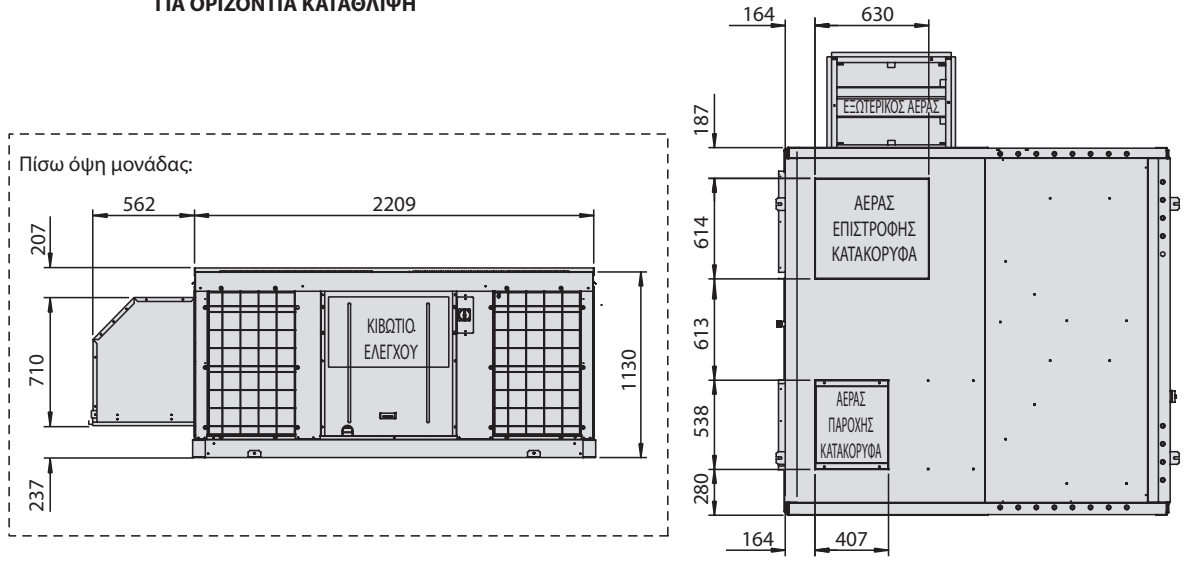 ΓΙΑ ΟΡΙΖΟΝΤΙΑ ΚΑΤΑΘΛΙΨΗ
Πίσω όψη μονάδας:
562
2209
207
710
237
1130
ΚΙΒΩΤΙΟ
ΕΛΕΓΧΟΥ
164
630
187
614
613
538
280
ΕΞΩΤΕΡΙΚΟΣ ΑΕΡΑΣ
ΑΕΡΑΣ
ΕΠΙΣΤΡΟΦΗΣ
ΚΑΤΑΚΟΡΥΦΑ
ΑΕΡΑΣ
ΠΑΡΟΧΗΣ
ΚΑΤΑΚΟΡΥΦΑ
164
407